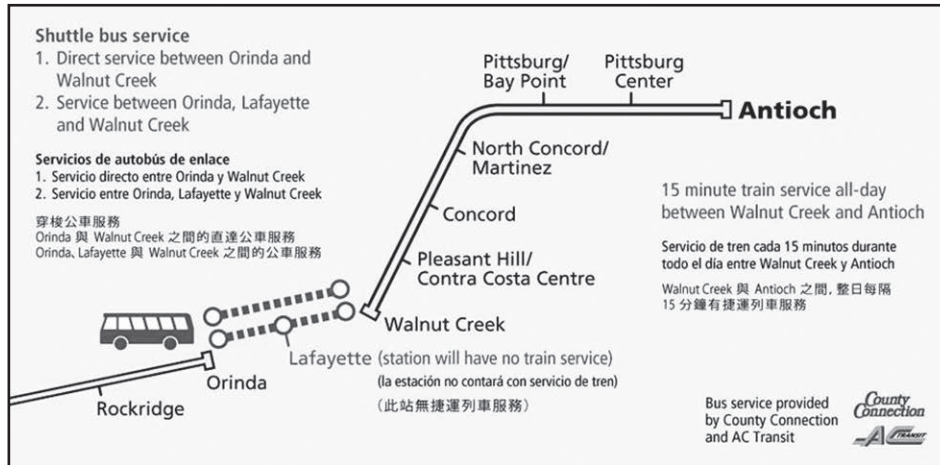 Shuttle bus service
1. Direct service between Orinda and
Walnut Creek
2. Service between Orinda, Lafayette
and Walnut Creek
Servicios de autobús de enlace
1. Servicio directo entre Orinda y Walnut Creek
2. Servicio entre Orinda, Lafayette y Walnut Creek
穿梭公車服務
Orinda 與 Walnut Creek 之間的直達公車服務
Orinda, Lafayette 與 Walnut Creek 之間的公車服務
Pittsburg/
Bay Point
Pittsburg
Center
Antioch
North Concord/
Martinez
Concord
Pleasant Hill/
Contra Costa Centre
Walnut Creek
15 minute train service all-day
between Walnut Creek and Antioch
Servicio de tren cada 15 minutos durante
todo el día entre Walnut Creek y Antioch
Walnut Creek 與 Antioch 之間, 整日每隔
15 分鐘有捷運列車服務
Lafayette (station will have no train service)
(la estación no contará con servicio de tren)
(此站無捷運列車服務)
Orinda
Rockridge
Bus service provided
by County Connection
and AC Transit
County
Connection
AC TRANSIT